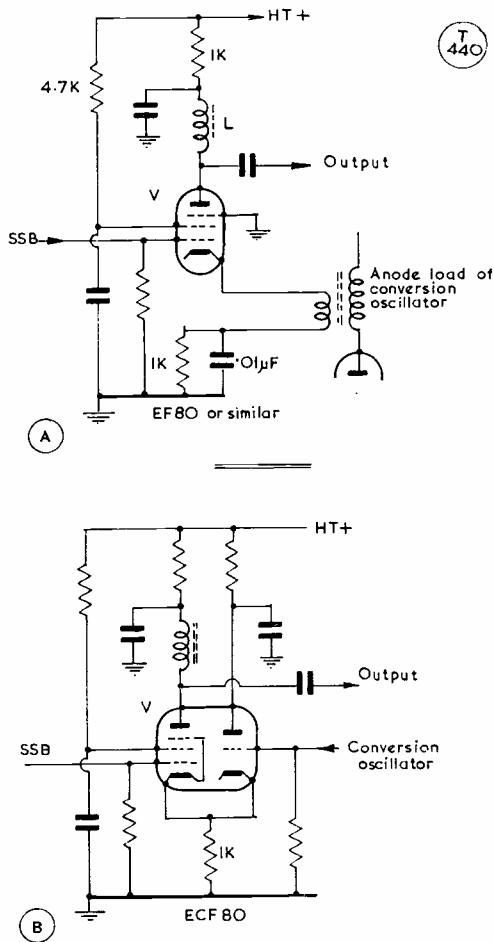 HT+
T
440
1K
4.7K
L
Output
V
SSB
Anode load of
conversion
oscillator
1K
·01µF
EF80 or similar
A
HT+
Output
V
SSB
Conversion
oscillator
1K
ECF80
B